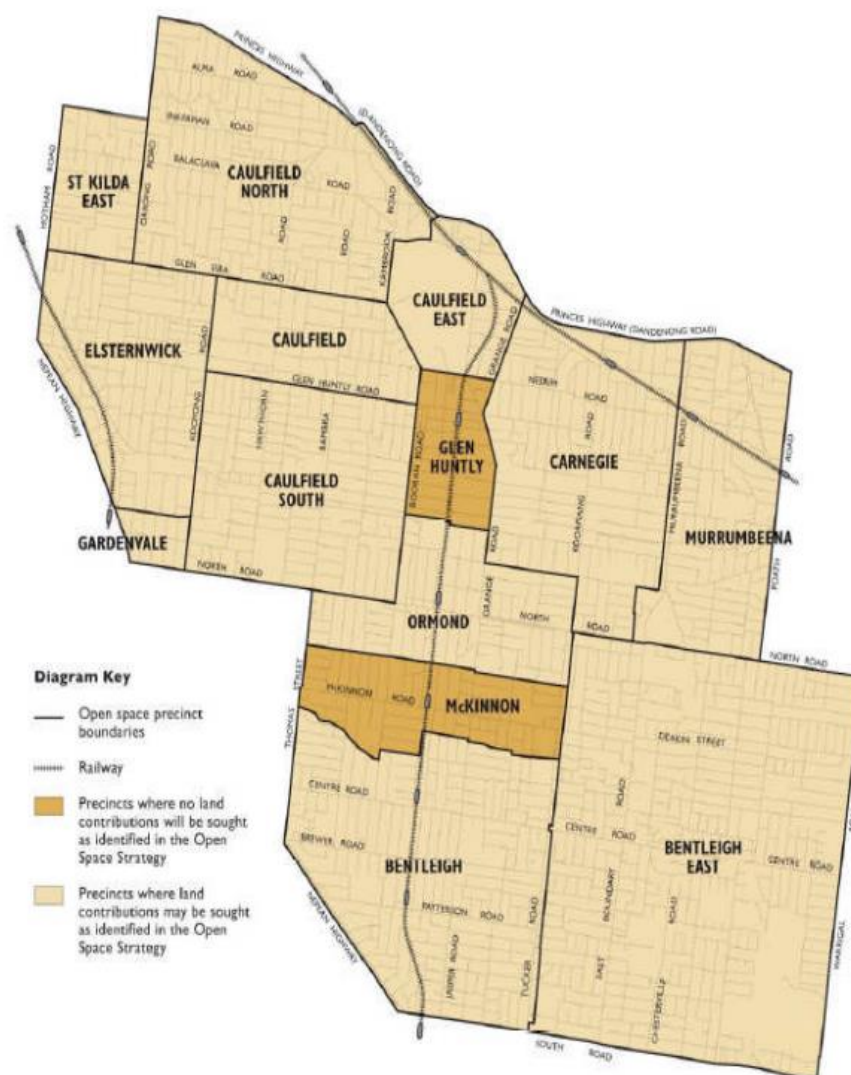 PRINCES HIGHWAY
(DANDENONG ROAD)
ALMA ROAD
INKERMAN ROAD
BALACLAVA ROAD
HOTHAM ROAD
ST KILDA
EAST
ORRONG ROAD
CAULFIELD
NORTH
ROAD
ROAD
KAMBROOK ROAD
GLEN EIRA ROAD
CAULFIELD
EAST
PRINCES HIGHWAY (DANDENONG ROAD)
ELSTERNWICK
KOOYONG ROAD
CAULFIELD
GRANGE ROAD
GLEN HUNTLY ROAD
NEERIM ROAD
NEPEAN HIGHWAY
HAWTHORN
BAMBRA
BOORAN ROAD
GLEN
HUNTLY
CARNEGIE
ROAD
KOORNANG
MURRUMBEENA ROAD
ROAD
CAULFIELD
SOUTH
MURRUMBEENA
POATH
GARDENVALE
NORTH ROAD
ROAD
GRANGE
ORMOND
NORTH ROAD
NORTH ROAD
THOMAS STREET
McKINNON ROAD
McKINNON
Diagram Key
Open space precinct
boundaries
Railway
Precincts where no land
contributions will be sought
as identified in the Open
Space Strategy
Precincts where land
contributions may be sought
as identified in the Open
Space Strategy
DEAKIN STREET
CENTRE ROAD
ROAD
CENTRE ROAD
CENTRE ROAD
BREWER ROAD
BENTLEIGH
BENTLEIGH
EAST
NEPEAN HIGHWAY
PATTERSON ROAD
JASPER ROAD
TUCKER ROAD
EAST BOUNDARY
CHESTERVILLE ROAD
WARRIGAL
SOUTH ROAD